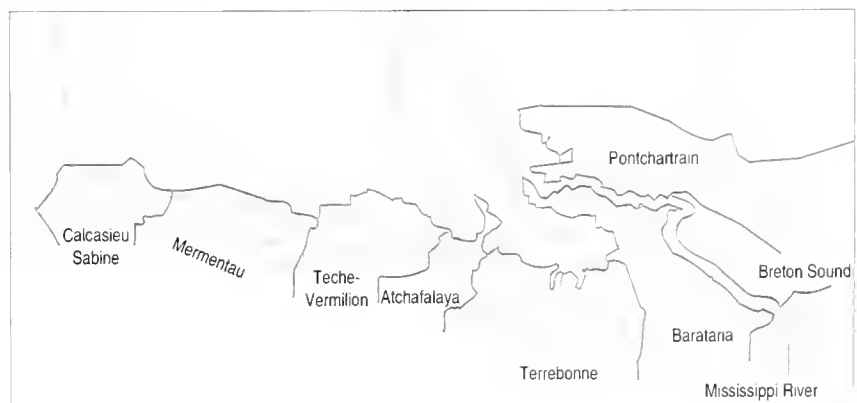 Pontchartrain
Calcasieu
Sabine
Mermentau
Teche-
Vermilion
Atchafalaya
Breton Sound
Barataria
Terrebonne
Mississippi River